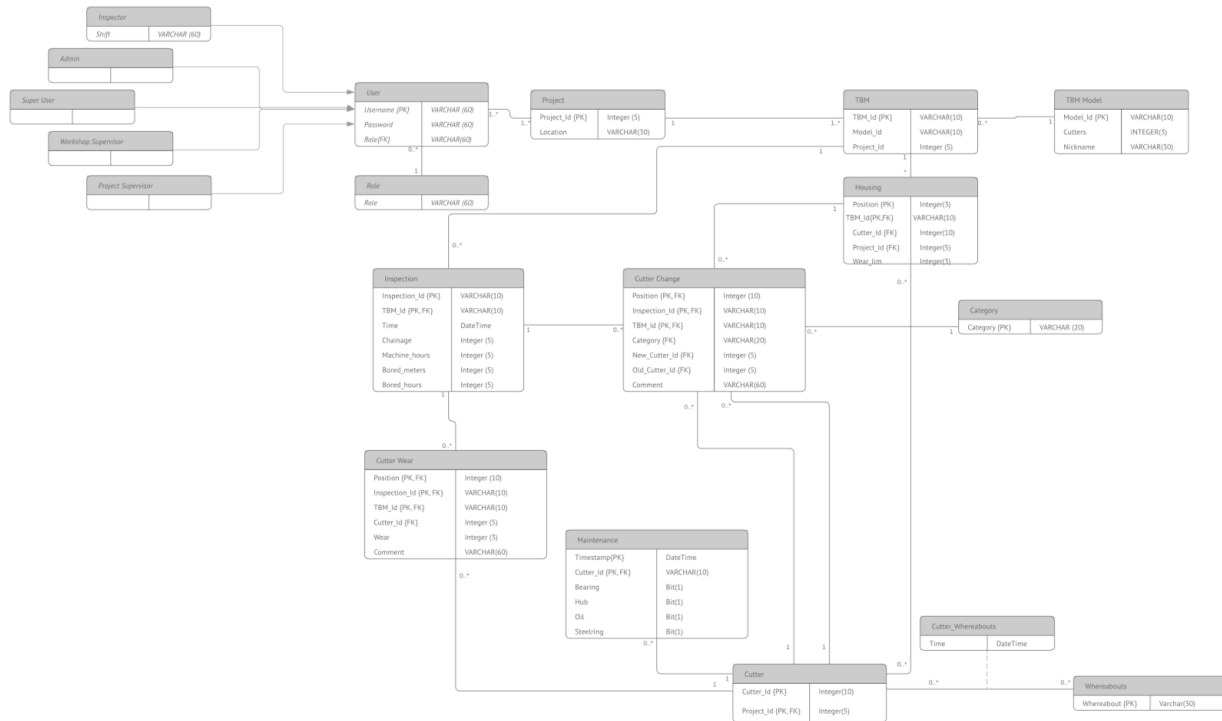 Inspector
Shift VARCHAR (60)
Admin
Super User
Workshop Supervisor
Project Supervisor
User
Username {PK} VARCHAR (60)
Password VARCHAR (60)
Role{FK} VARCHAR(60)
1..*
0..*
1
Role
Role VARCHAR (60)
1..*
Project
Project_Id {PK} Integer (5)
Location VARCHAR(30)
1
1..*
TBM
TBM_Id {PK} VARCHAR(10)
Model_Id VARCHAR(10)
Project_Id Integer (5)
0..*
1
1
1
TBM Model
Model_Id {PK} VARCHAR(10)
Cutters INTEGER(3)
Nickname VARCHAR(30)
*
Housing
Position {PK} Integer(3)
TBM_Id{PK,FK} VARCHAR(10)
Cutter_Id {FK} Integer(10)
Project_Id {FK} Integer(5)
Wear_lim Integer(3)
1
0..*
0..*
0..*
Inspection
Inspection_Id {PK} VARCHAR(10)
TBM_Id {PK, FK} VARCHAR(10)
Time DateTime
Chainage Integer (5)
Machine_hours Integer (5)
Bored_meters Integer (5)
Bored_hours Integer (5)
1
0..*
1
0..*
Cutter Change
Position {PK, FK} Integer (10)
Inspection_Id {PK, FK} VARCHAR(10)
TBM_Id {PK, FK} VARCHAR(10)
Category {FK} VARCHAR(20)
New_Cutter_Id {FK} Integer (5)
Old_Cutter_Id {FK} Integer (5)
Comment VARCHAR(60)
0..*
1
0..*
0..*
Category
Category {PK} VARCHAR (20)
Cutter Wear
Position {PK, FK} Integer (10)
Inspection_Id {PK, FK} VARCHAR(10)
TBM_Id {PK, FK} VARCHAR(10)
Cutter_Id {FK} Integer (5)
Wear Integer (3)
Comment VARCHAR(60)
0..*
Maintenance
Timestamp{PK} DateTime
Cutter_Id {PK, FK} VARCHAR(10)
Bearing Bit(1)
Hub Bit(1)
Oil Bit(1)
Steelring Bit(1)
0..*
1
1
1
1
0..*
Cutter
Cutter_Id {PK} Integer(10)
Project_Id {PK, FK} Integer(5)
Cutter_Whereabouts
Time DateTime
0..*
0..*
Whereabouts
Whereabout {PK} Varchar(30)